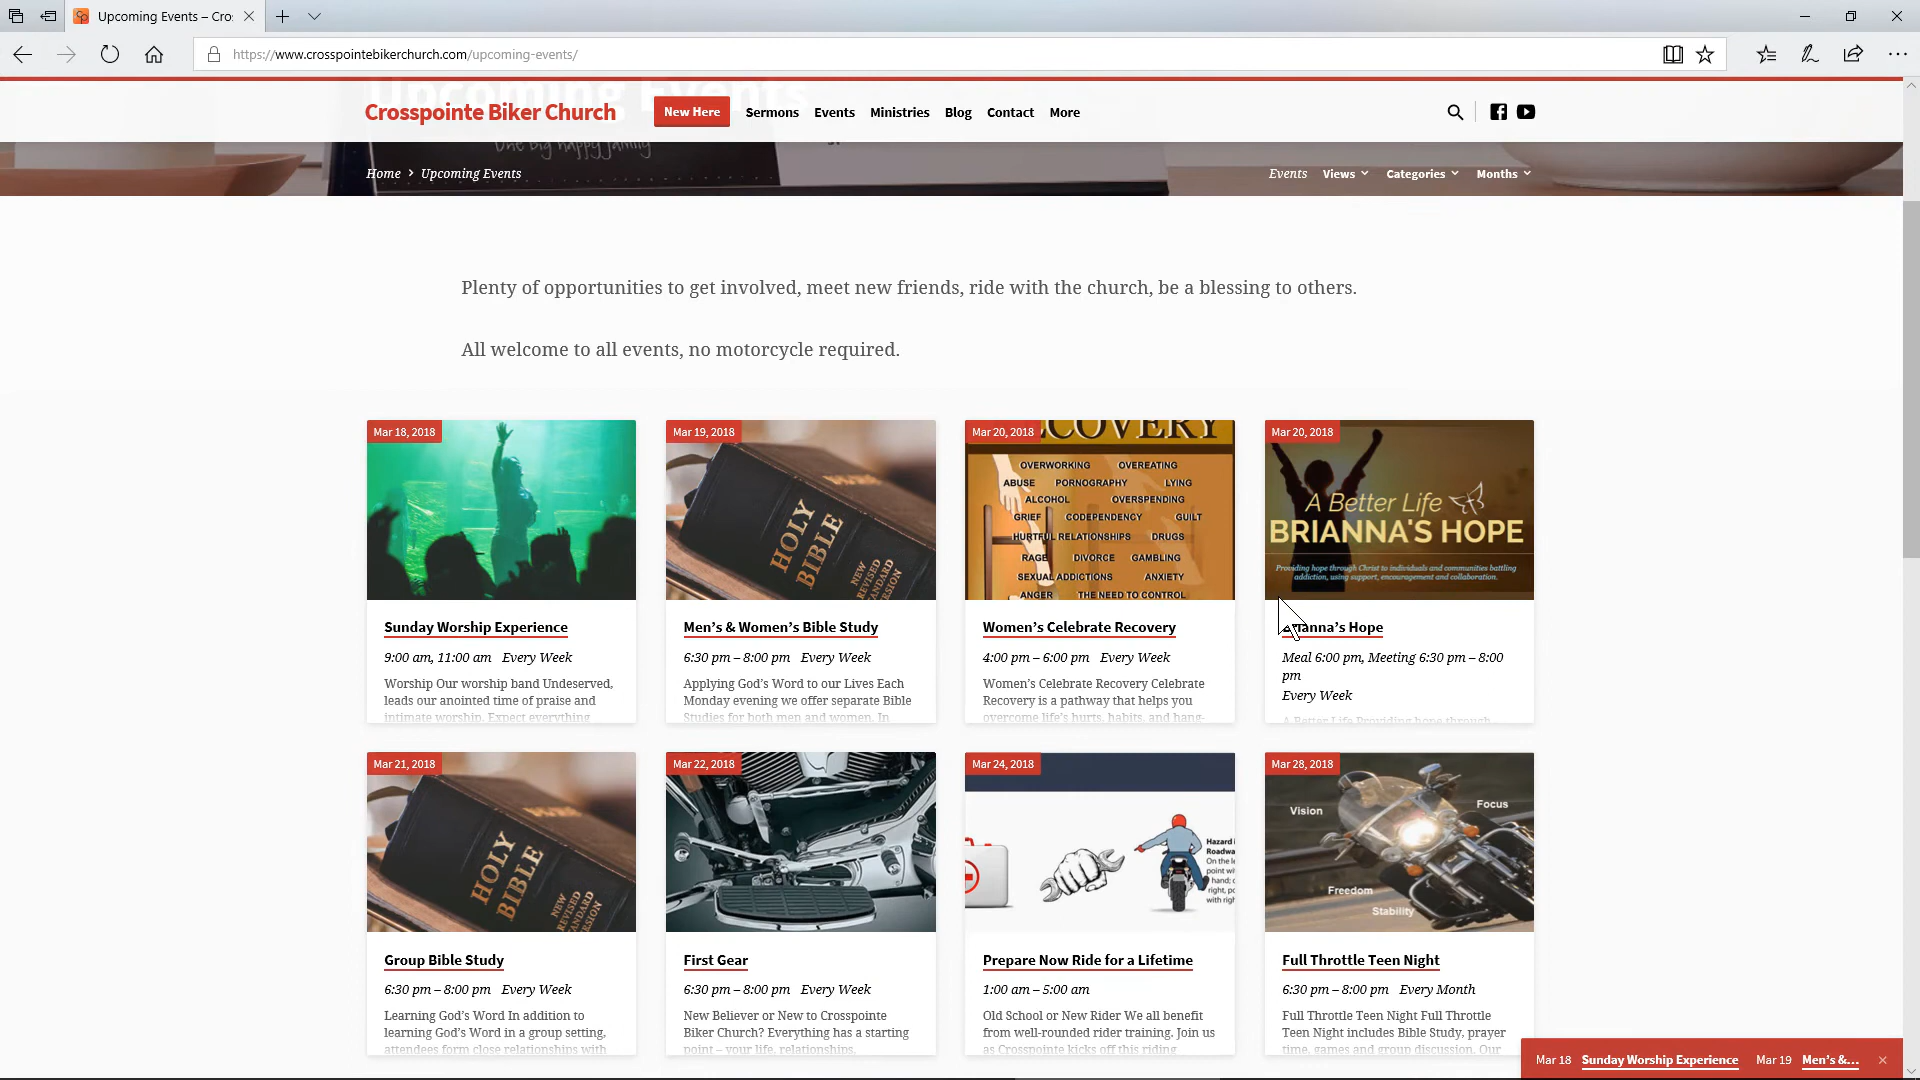 Upcoming Events – Cro
https://www.crosspointebikerchurch.com/upcoming-events/
Upcoming Events
Crosspointe Biker Church
New Here
Sermons
Events
Ministries
Blog
Contact
More
One big happy family
Home > Upcoming Events
Events
Views
Categories
Months
Plenty of opportunities to get involved, meet new friends, ride with the church, be a blessing to others.
All welcome to all events, no motorcycle required.
Mar 18, 2018
Sunday Worship Experience
9:00 am, 11:00 am Every Week
Worship Our worship band Undeserved,
leads our anointed time of praise and
intimate worship. Expect everything
Mar 19, 2018
HOLY
BIBLE
NEW
REVISED
STANDARD
VERSION
Men's & Women's Bible Study
6:30 pm – 8:00 pm Every Week
Applying God's Word to our Lives Each
Monday evening we offer separate Bible
Studies for both men and women. In
Mar 20, 2018
COVERY
OVERWORKING OVEREATING
ABUSE PORNOGRAPHY LYING
ALCOHOL OVERSPENDING
GRIEF CODEPENDENCY GUILT
HURTFUL RELATIONSHIPS DRUGS
RAGE DIVORCE GAMBLING
SEXUAL ADDICTIONS ANXIETY
ANGER THE NEED TO CONTROL
Women's Celebrate Recovery
4:00 pm – 6:00 pm Every Week
Women's Celebrate Recovery Celebrate
Recovery is a pathway that helps you
overcome life's hurts, habits, and hang-
Mar 20, 2018
A Better Life
BRIANNA'S HOPE
Providing hope through Christ to individuals and communities battling
addiction, using support, encouragement and collaboration.
Brianna's Hope
Meal 6:00 pm, Meeting 6:30 pm – 8:00
pm
Every Week
A Better Life Providing hope through
Mar 21, 2018
HOLY
BIBLE
NEW
REVISED
STANDARD
VERSION
Group Bible Study
6:30 pm – 8:00 pm Every Week
Learning God's Word In addition to
learning God's Word in a group setting,
attendees form close relationships with
Mar 22, 2018
First Gear
6:30 pm – 8:00 pm Every Week
New Believer or New to Crosspointe
Biker Church? Everything has a starting
point – your life, relationships,
Mar 24, 2018
Hazard i
Roadwa
On the le
point wit
hand;
right, po
with righ
Prepare Now Ride for a Lifetime
1:00 am – 5:00 am
Old School or New Rider We all benefit
from well-rounded rider training. Join us
as Crosspointe kicks off this riding
Mar 28, 2018
Vision
Focus
Freedom
Stability
Full Throttle Teen Night
6:30 pm – 8:00 pm Every Month
Full Throttle Teen Night Full Throttle
Teen Night includes Bible Study, prayer
time, games and group discussion. Our
Mar 18 Sunday Worship Experience Mar 19 Men's &...